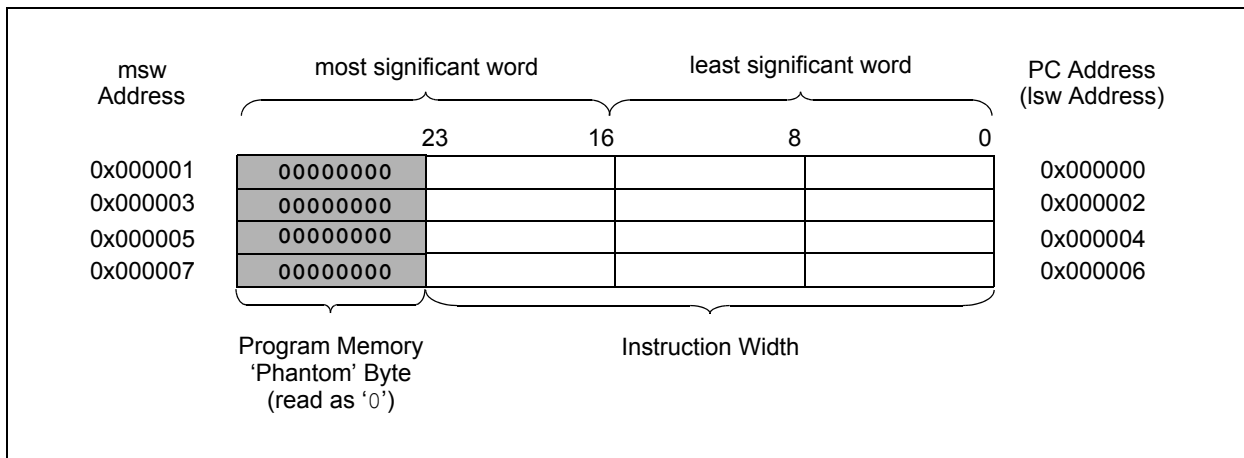 msw
Address
most significant word
least significant word
PC Address
(lsw Address)
23
16
8
0
0x000001
00000000
0x000000
0x000003
00000000
0x000002
0x000005
00000000
0x000004
0x000007
00000000
0x000006
Program Memory
‘Phantom’ Byte
(read as ‘0’)
Instruction Width